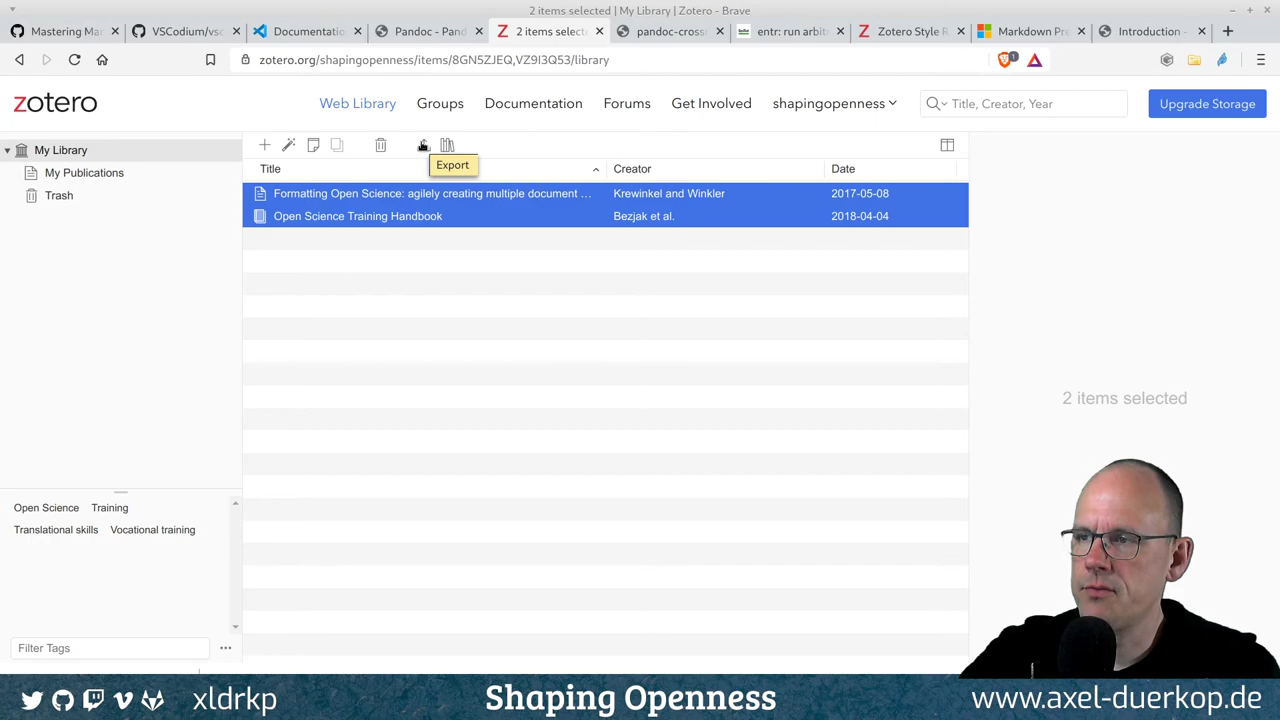 2 items selected | My Library | Zotero - Brave
Mastering Ma
VSCodium/vsc
Documentation
Pandoc - Pand
2 items select
pandoc-cross
entr: run arbit
Zotero Style R
Markdown Pre
Introduction -
zotero.org/shapingopenness/items/8GN5ZJEQ,VZ9I3Q53/library
1
zotero
Web Library
Groups
Documentation
Forums
Get Involved
shapingopenness
Title, Creator, Year
Upgrade Storage
My Library
My Publications
Trash
Export
Title
Creator
Date
Formatting Open Science: agilely creating multiple document ...
Krewinkel and Winkler
2017-05-08
Open Science Training Handbook
Bezjak et al.
2018-04-04
2 items selected
Open Science
Training
Translational skills
Vocational training
Filter Tags
xldrkp
Shaping Openness
www.axel-duerkop.de